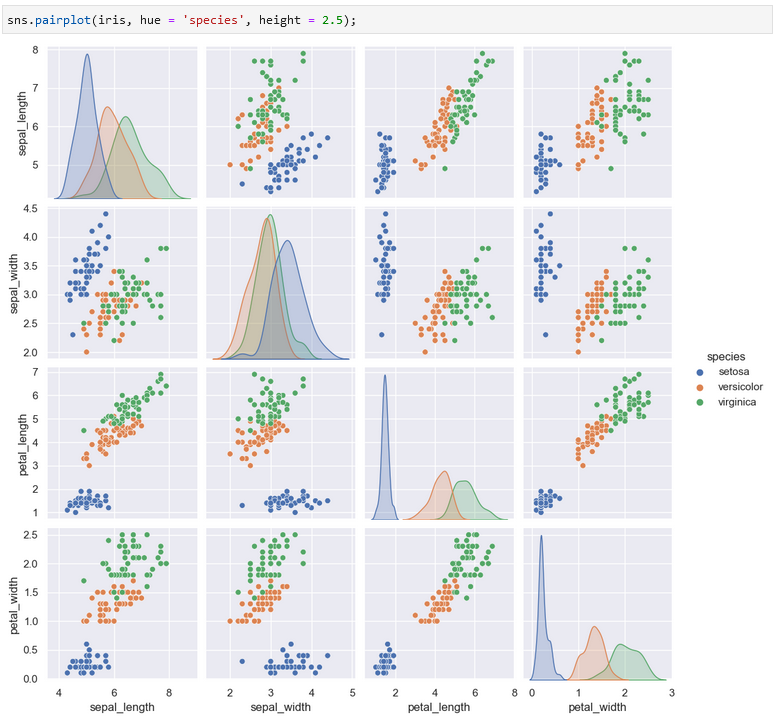 sns.pairplot(iris, hue = 'species', height = 2.5);
8
7
6
5
sepal_length
4.5
4.0
3.5
3.0
2.5
2.0
sepal_width
7
6
5
4
3
2
1
petal_length
2.5
2.0
1.5
1.0
0.5
0.0
petal_width
4 6 8
sepal_length
2 3 4 5
sepal_width
2 4 6 8
petal_length
0 1 2 3
petal_width
species
setosa
versicolor
virginica